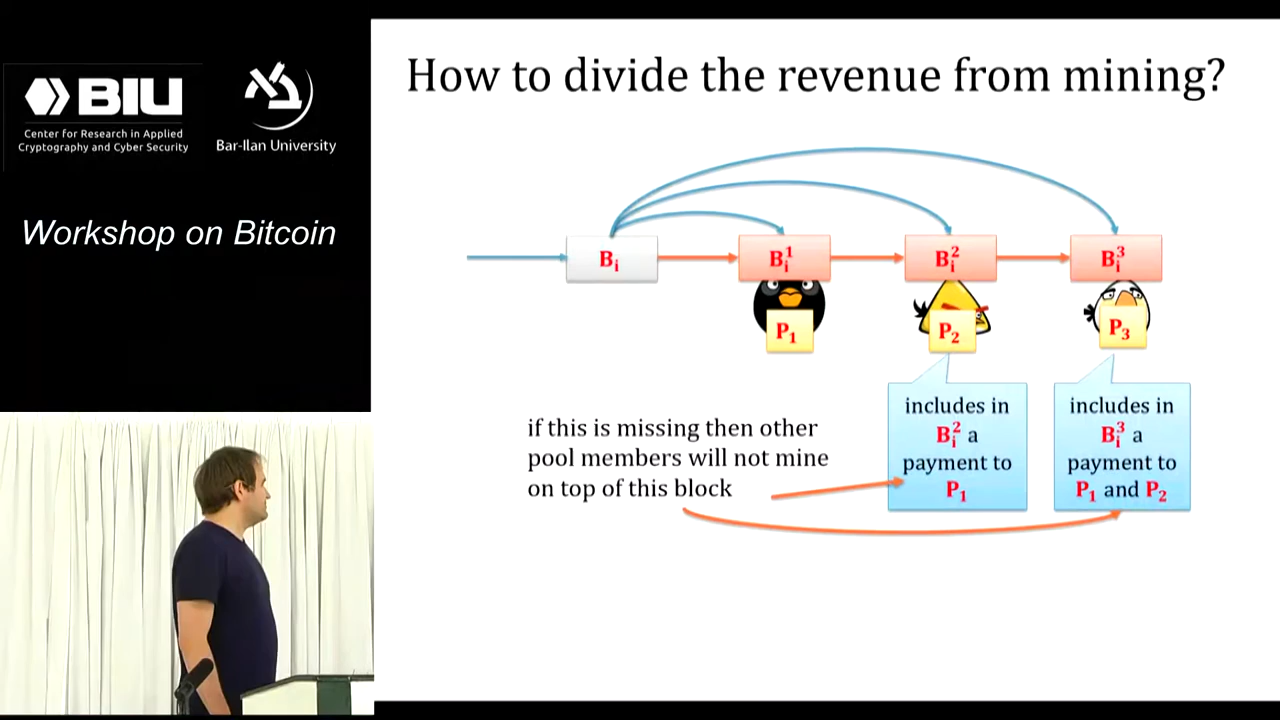 BIU
Center for Research in Applied
Cryptography and Cyber Security
Bar-Ilan University
Workshop on Bitcoin
How to divide the revenue from mining?
Bᵢ
Bᵢ¹
Bᵢ²
Bᵢ³
P₁
P₂
P₃
if this is missing then other
pool members will not mine
on top of this block
includes in
Bᵢ² a
payment to
P₁
includes in
Bᵢ³ a
payment to
P₁ and P₂